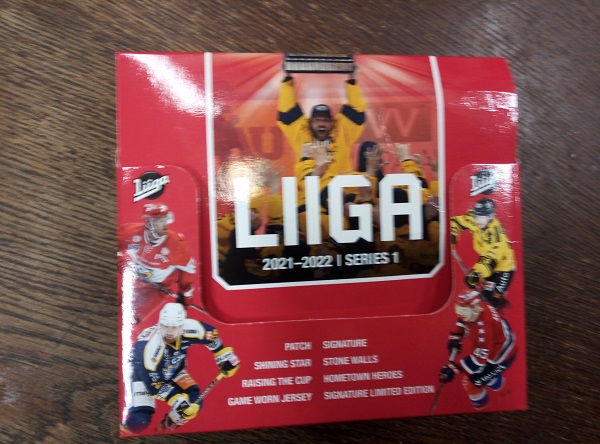 LIIGA
2021–2022 | SERIES 1
Liiga
Liiga
PATCH SIGNATURE
SHINING STAR STONE WALLS
RAISING THE CUP HOMETOWN HEROES
GAME WORN JERSEY SIGNATURE LIMITED EDITION
45